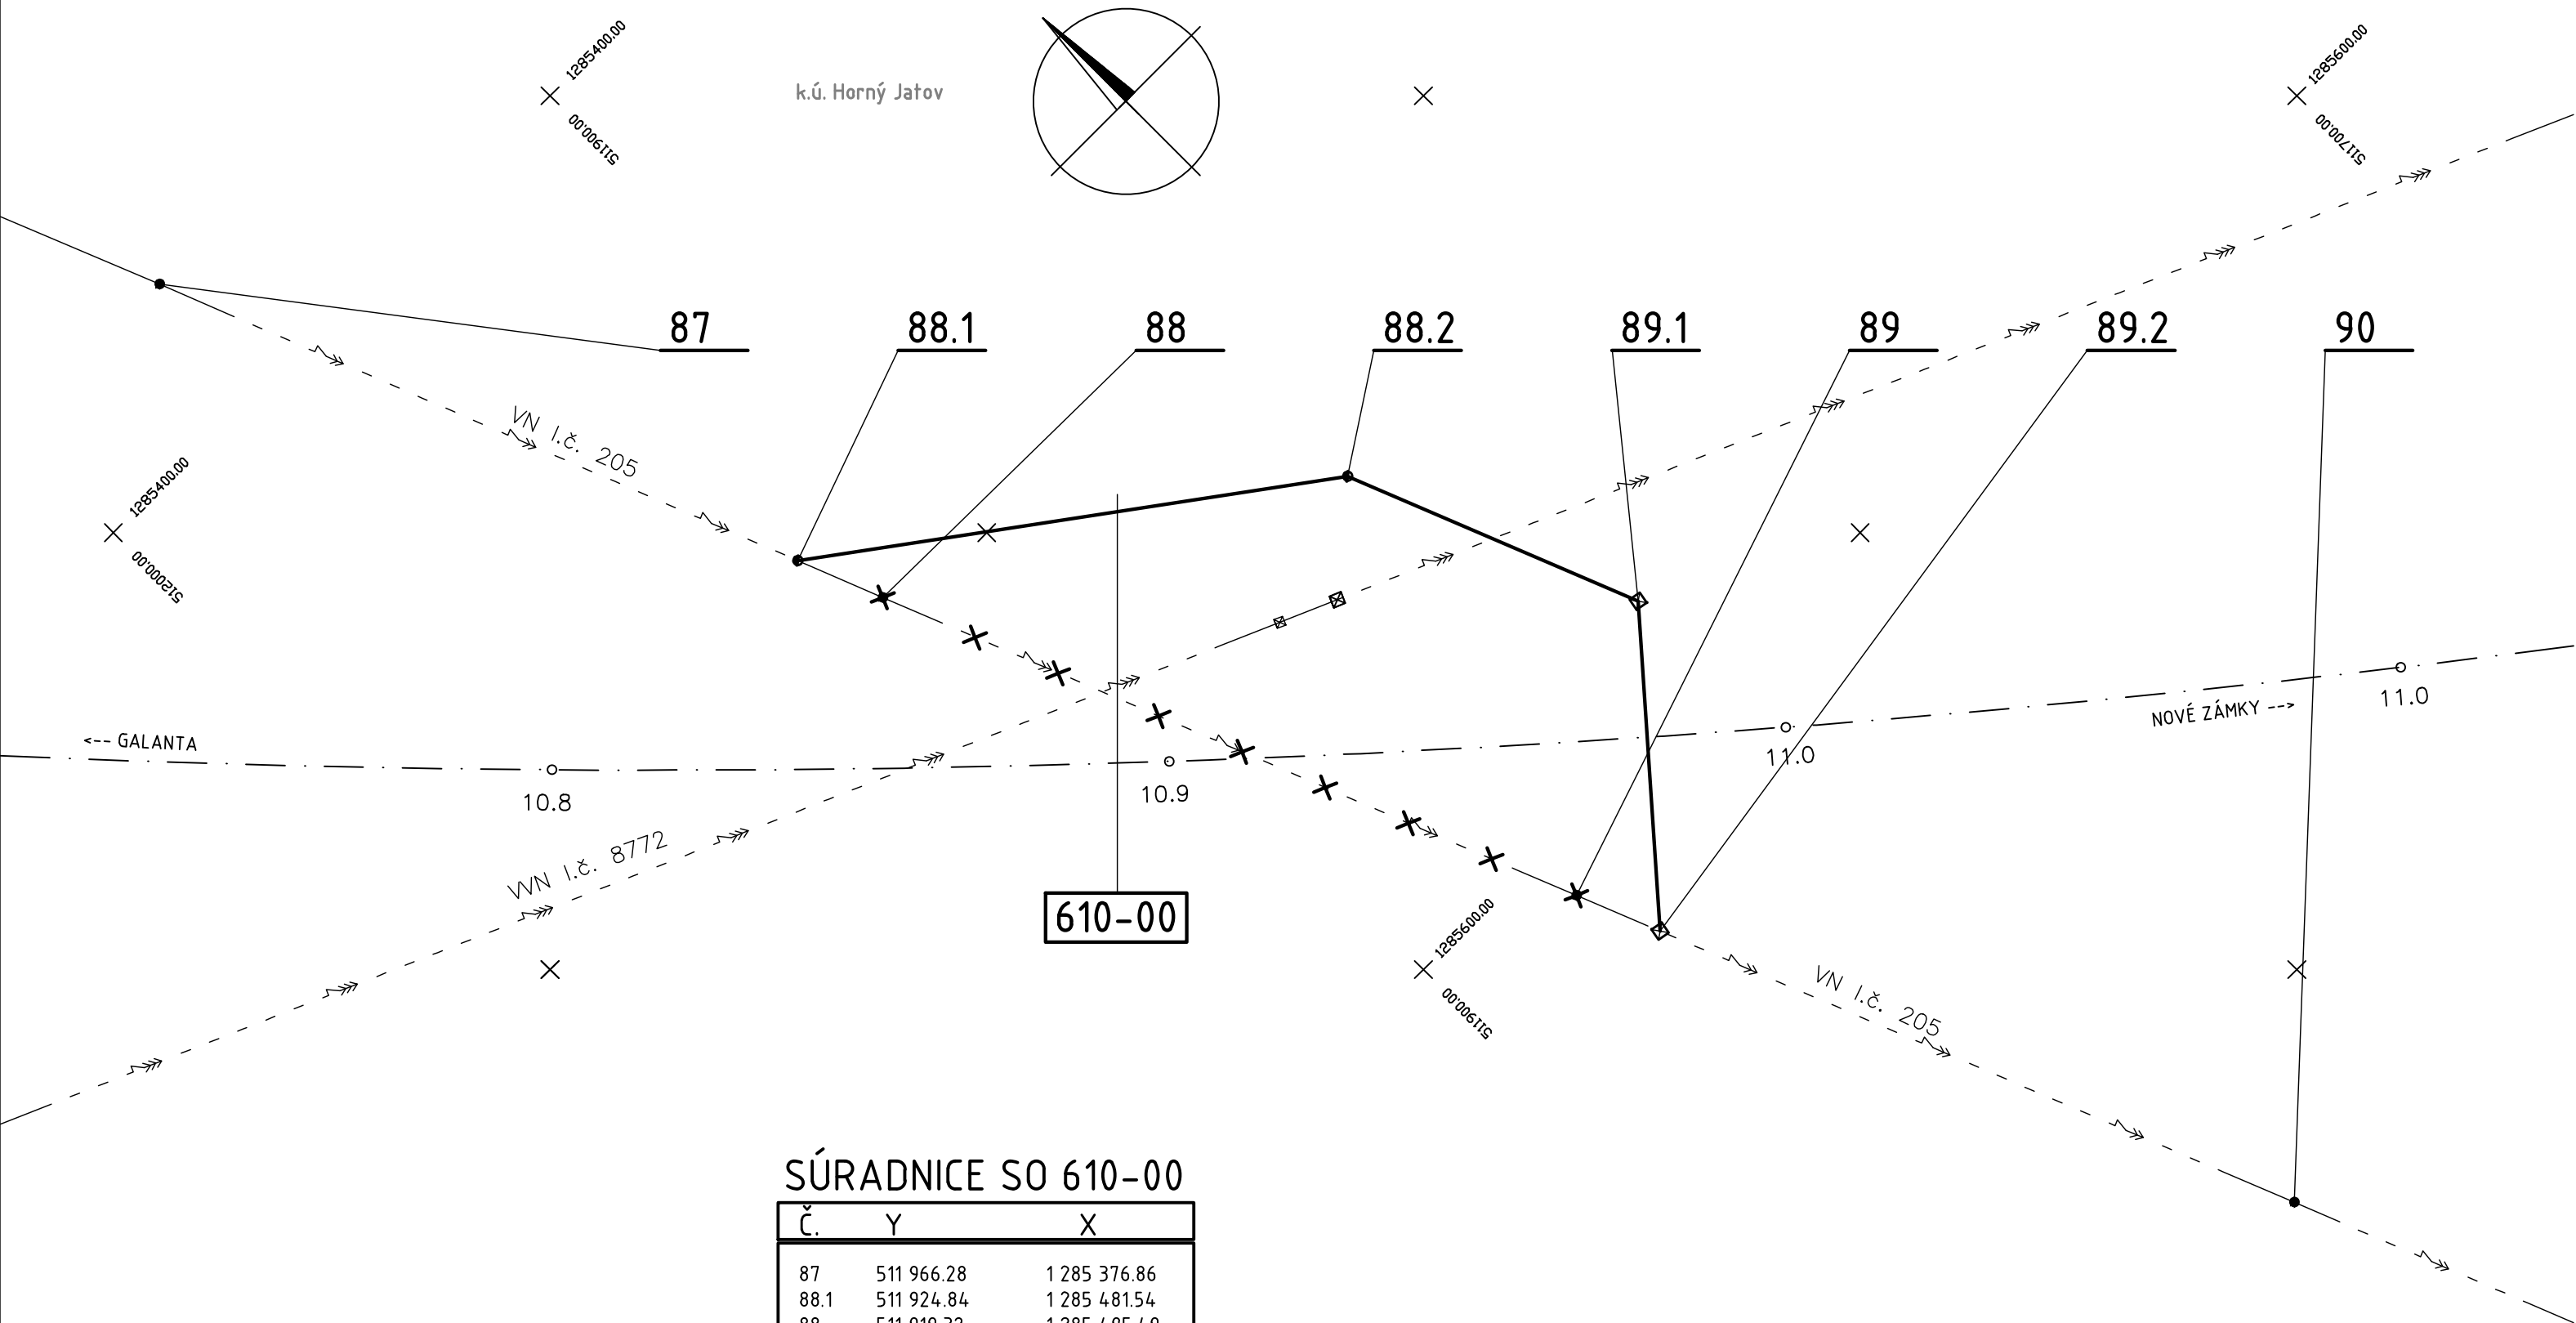 1285400.00
511900.00
k.ú. Horný Jatov
1285600.00
511700.00
87
88.1
88
88.2
89.1
89
89.2
90
VN l.č. 205
1285400.00
512000.00
<-- GALANTA
10.8
10.9
11.0
NOVÉ ZÁMKY -->
11.0
VVN l.č. 8772
610-00
1285600.00
511900.00
VN l.č. 205
SÚRADNICE SO 610-00
Č. Y X
87 511 966.28 1 285 376.86
88.1 511 924.84 1 285 481.54